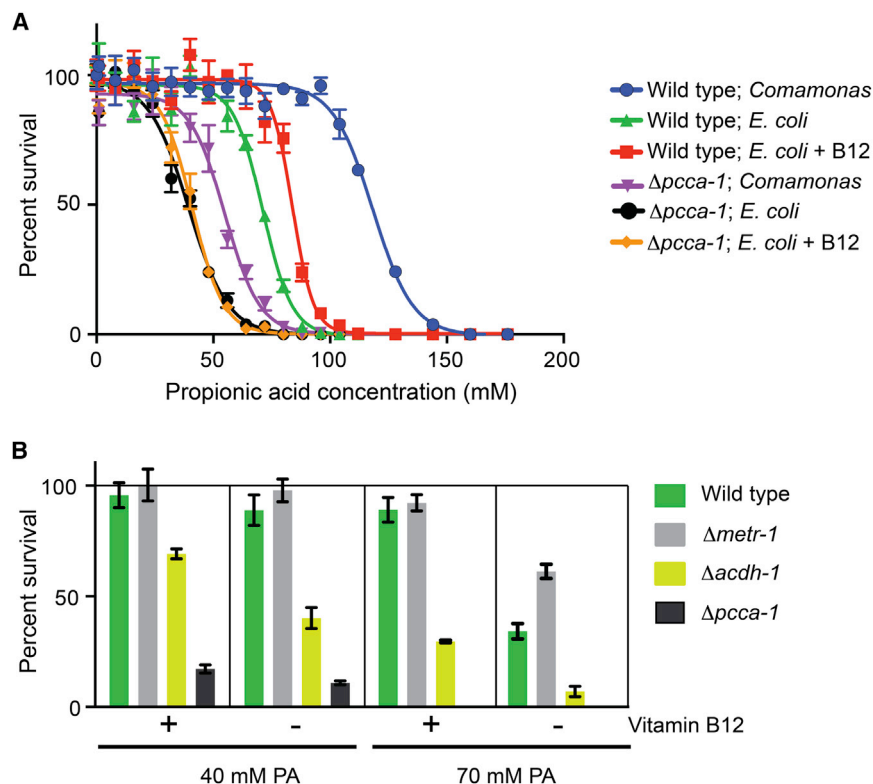 A
Percent survival
100
50
0
0
50
100
150
200
Propionic acid concentration (mM)
Wild type; Comamonas
Wild type; E. coli
Wild type; E. coli + B12
Δpcca-1; Comamonas
Δpcca-1; E. coli
Δpcca-1; E. coli + B12
B
Percent survival
100
50
0
+
-
+
-
Vitamin B12
40 mM PA
70 mM PA
Wild type
Δmetr-1
Δacdh-1
Δpcca-1